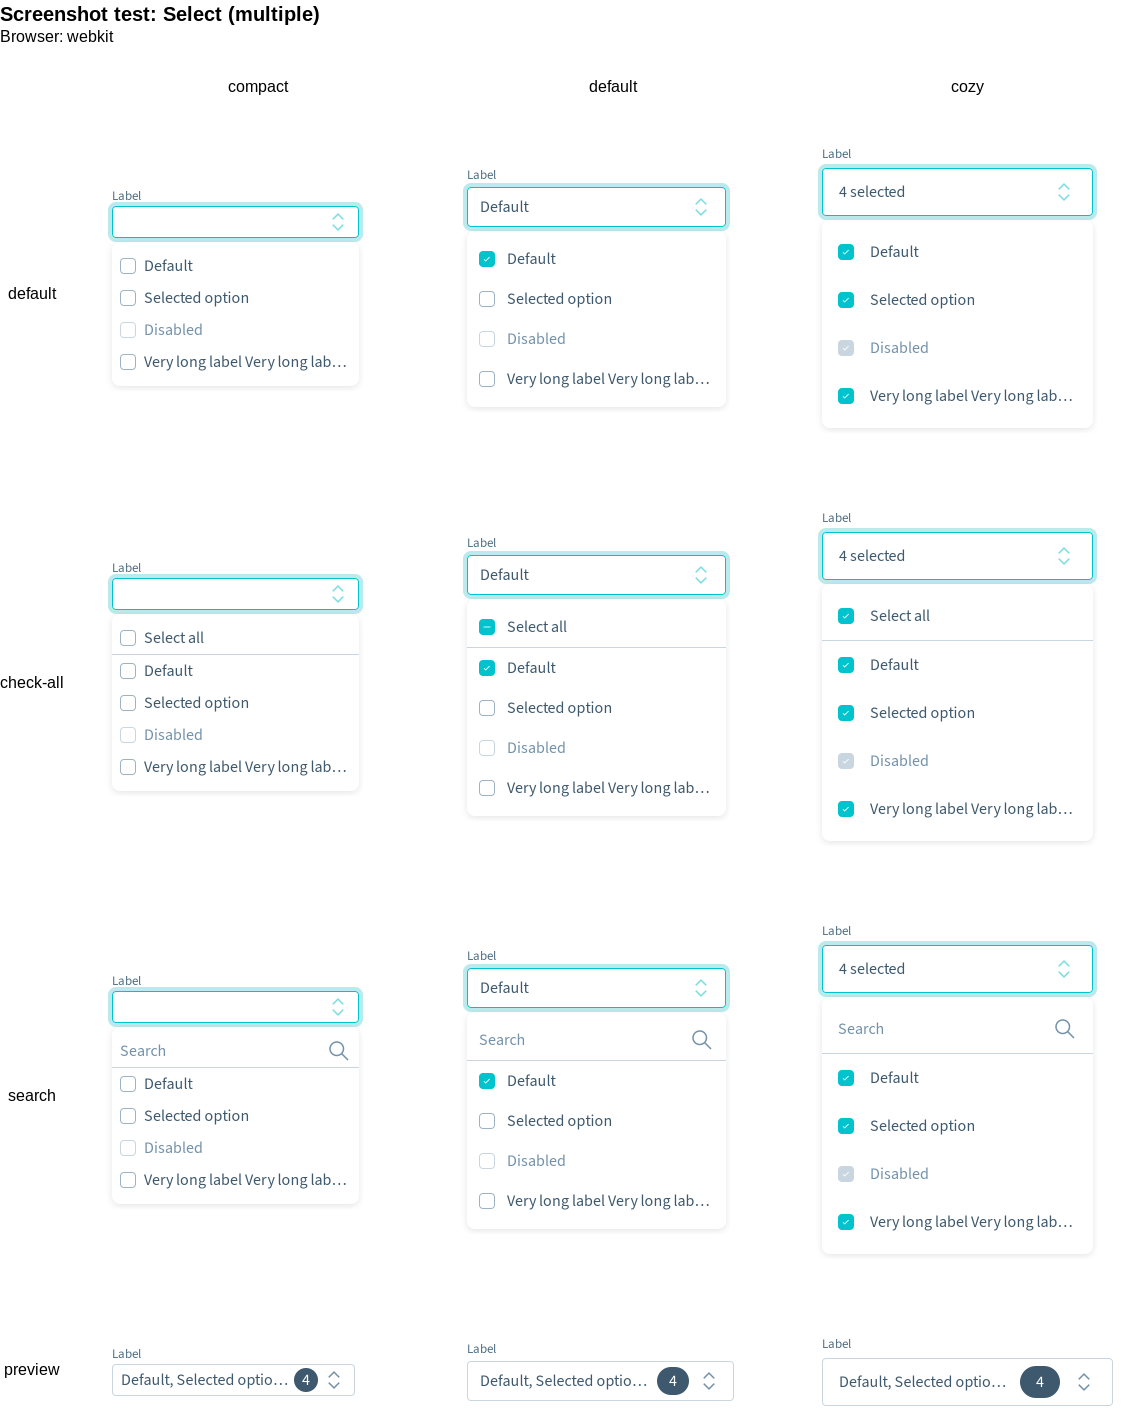 Screenshot test: Select (multiple)
Browser: webkit
compact default cozy
default
Label
Default
Selected option
Disabled
Very long label Very long lab…
Label
Default
Default
Selected option
Disabled
Very long label Very long lab…
Label
4 selected
Default
Selected option
Disabled
Very long label Very long lab…
check-all
Label
Select all
Default
Selected option
Disabled
Very long label Very long lab…
Label
Default
Select all
Default
Selected option
Disabled
Very long label Very long lab…
Label
4 selected
Select all
Default
Selected option
Disabled
Very long label Very long lab…
search
Label
Search
Default
Selected option
Disabled
Very long label Very long lab…
Label
Default
Search
Default
Selected option
Disabled
Very long label Very long lab…
Label
4 selected
Search
Default
Selected option
Disabled
Very long label Very long lab…
preview
Label
Default, Selected optio… 4
Label
Default, Selected optio… 4
Label
Default, Selected optio… 4